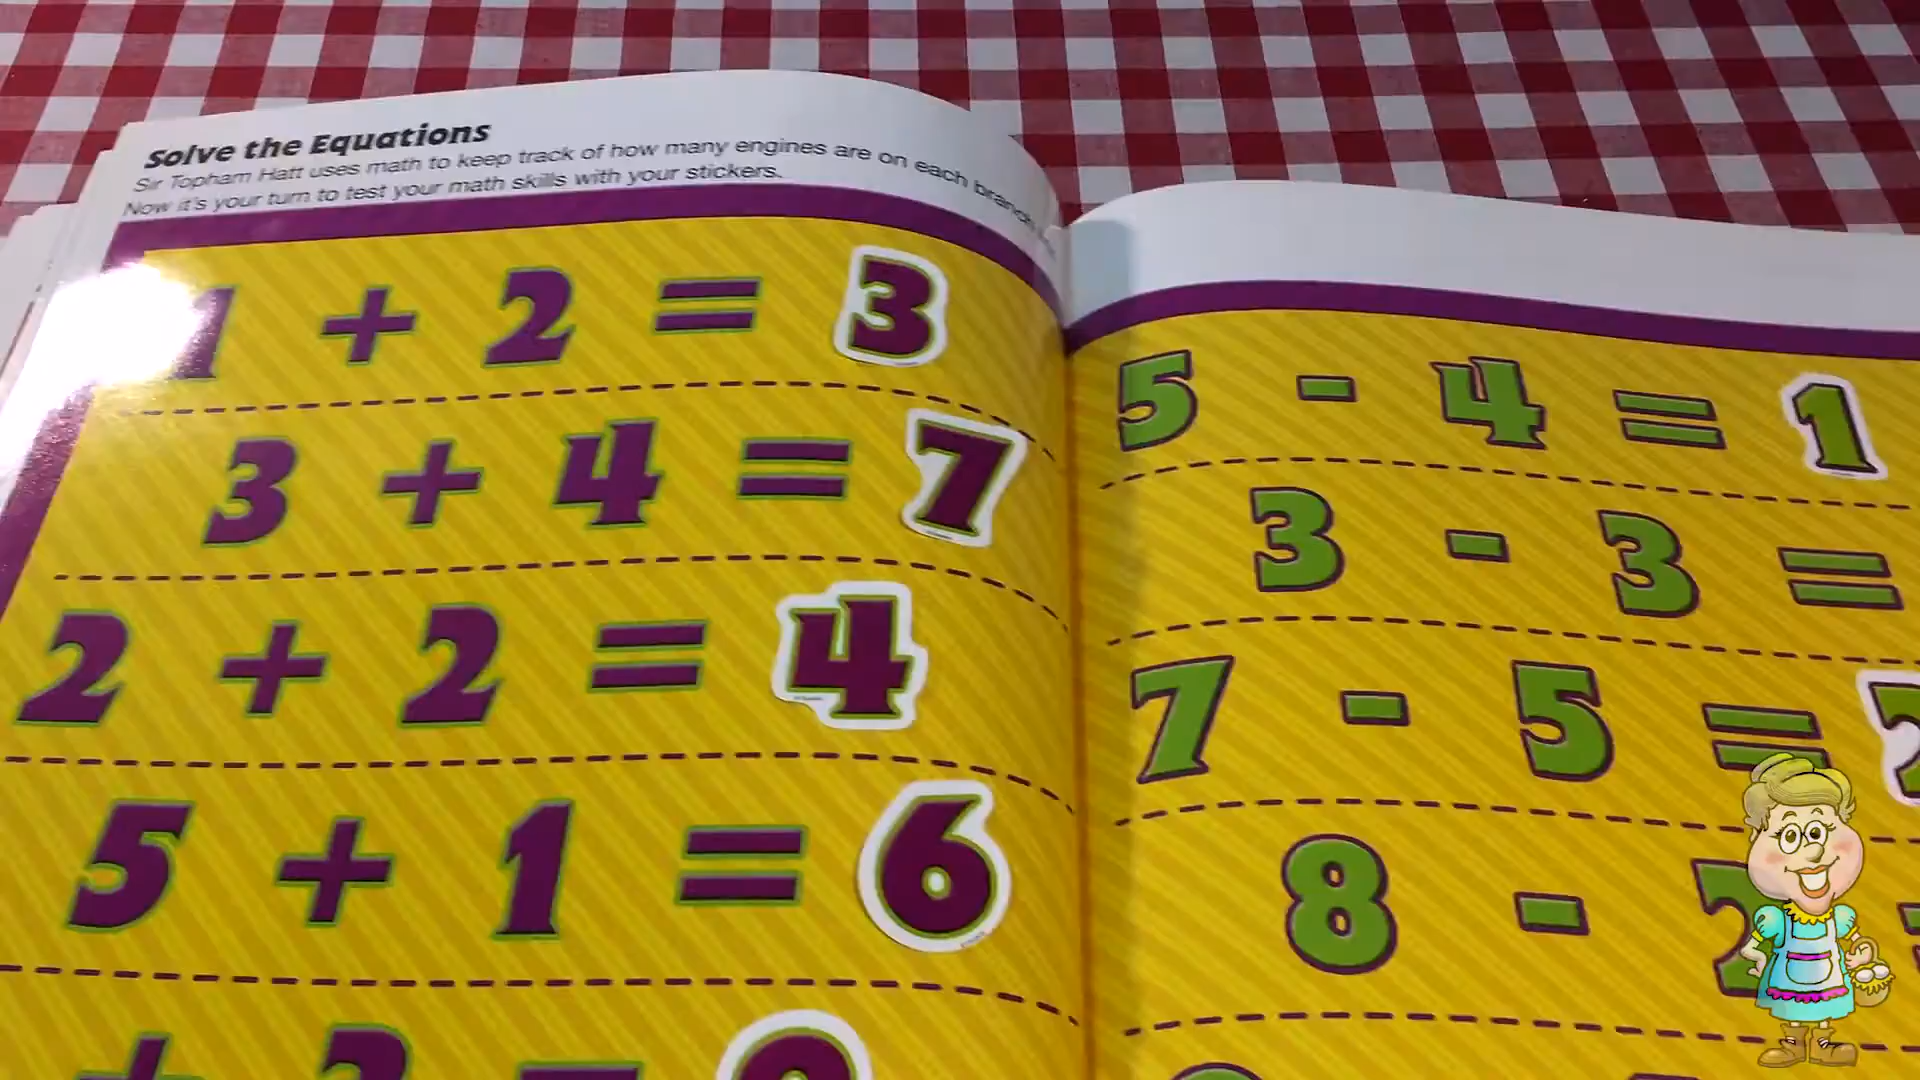 Solve the Equations
Sir Topham Hatt uses math to keep track of how many engines are on each branch
Now it's your turn to test your math skills with your stickers.
1 + 2 = 3
3 + 4 = 7
2 + 2 = 4
5 + 1 = 6
5 - 4 = 1
3 - 3 =
7 - 5 = 2
8 - 2